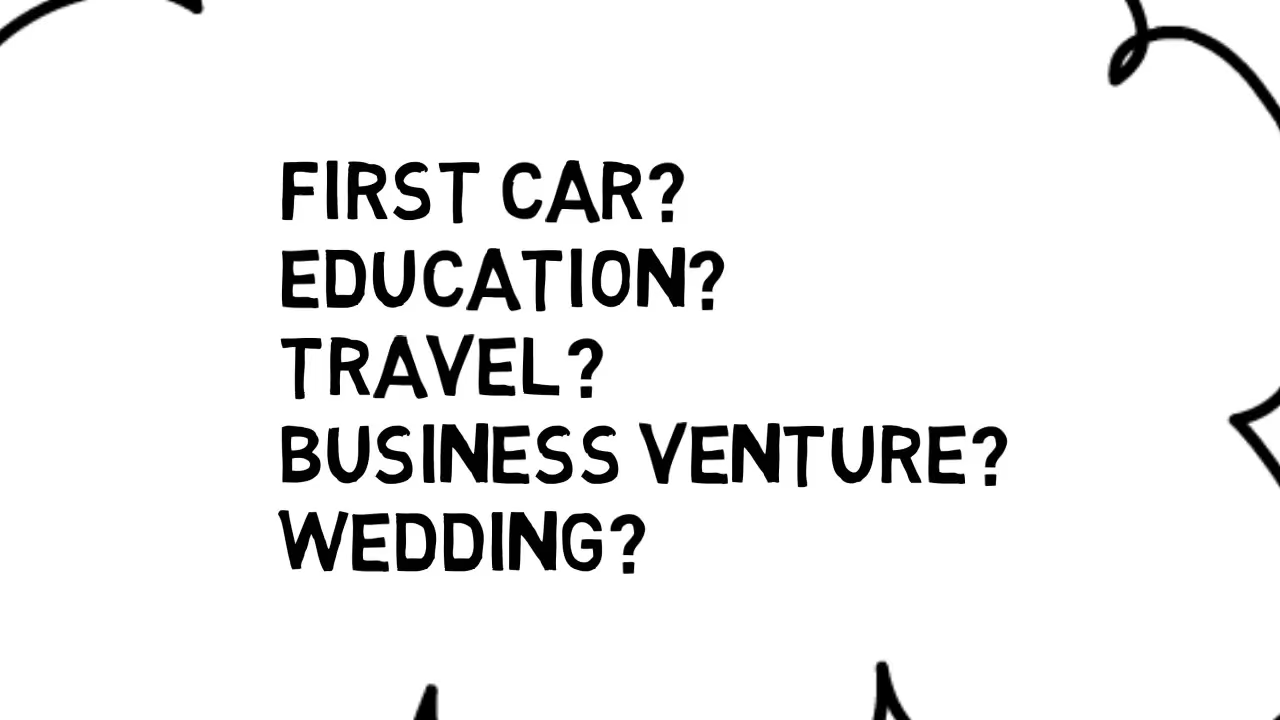 FIRST CAR?
EDUCATION?
TRAVEL?
BUSINESS VENTURE?
WEDDING?